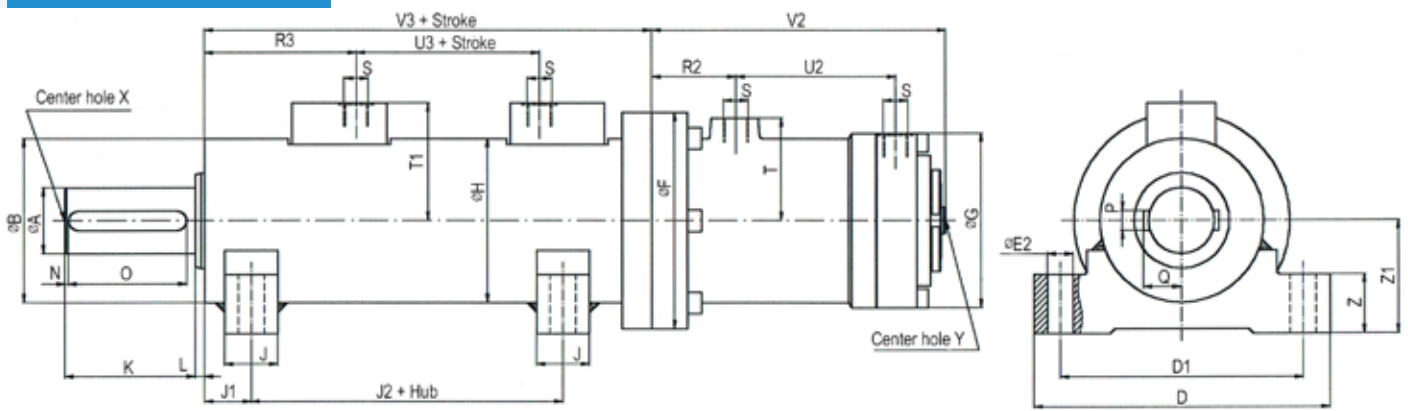 V3 + Stroke
V2
R3
U3 + Stroke
R2
U2
S
S
S
S
Center hole X
T1
T
øB
øA
øH
øF
øG
N
O
K
L
J
J
J1
J2 + Hub
Center hole Y
øE2
P
Q
Z
Z1
D1
D